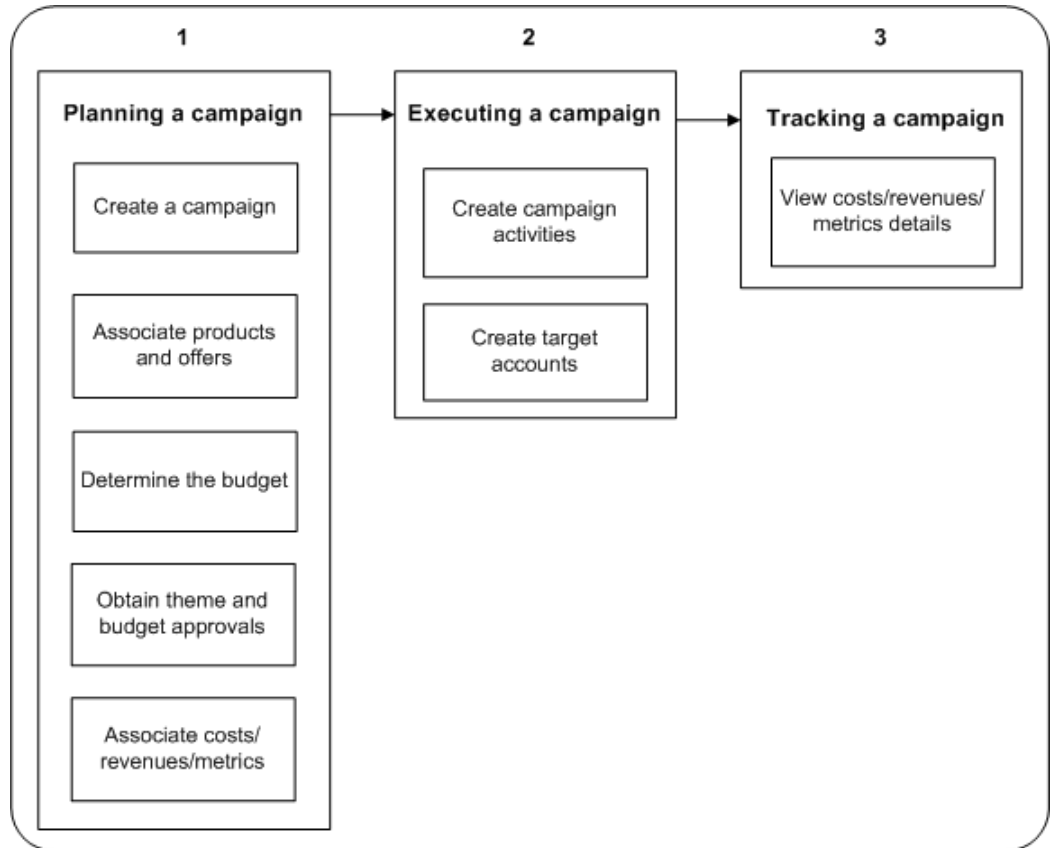 1
Planning a campaign
Create a campaign
Associate products
and offers
Determine the budget
Obtain theme and
budget approvals
Associate costs/
revenues/metrics
2
Executing a campaign
Create campaign
activities
Create target
accounts
3
Tracking a campaign
View costs/revenues/
metrics details